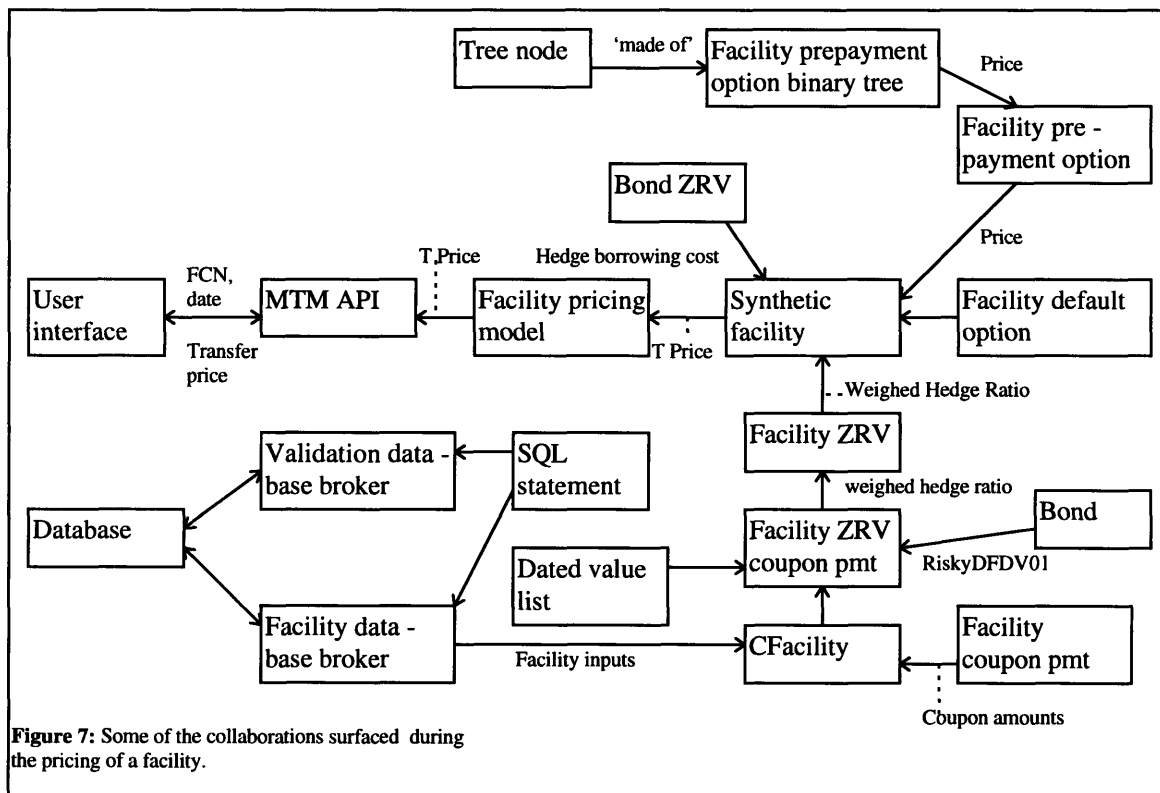 Tree node
'made of'
Facility prepayment
option binary tree
Price
Facility pre -
payment option
Bond ZRV
Price
Hedge borrowing cost
T Price
FCN,
date
User
interface
MTM API
Facility pricing
model
Synthetic
facility
Facility default
option
Transfer
price
T Price
Weighed Hedge Ratio
Facility ZRV
Validation data -
base broker
SQL
statement
weighed hedge ratio
Database
Facility ZRV
coupon pmt
Bond
RiskyDFDV01
Dated value
list
Facility data -
base broker
Facility inputs
CFacility
Facility
coupon pmt
Coupon amounts
Figure 7: Some of the collaborations surfaced during
the pricing of a facility.